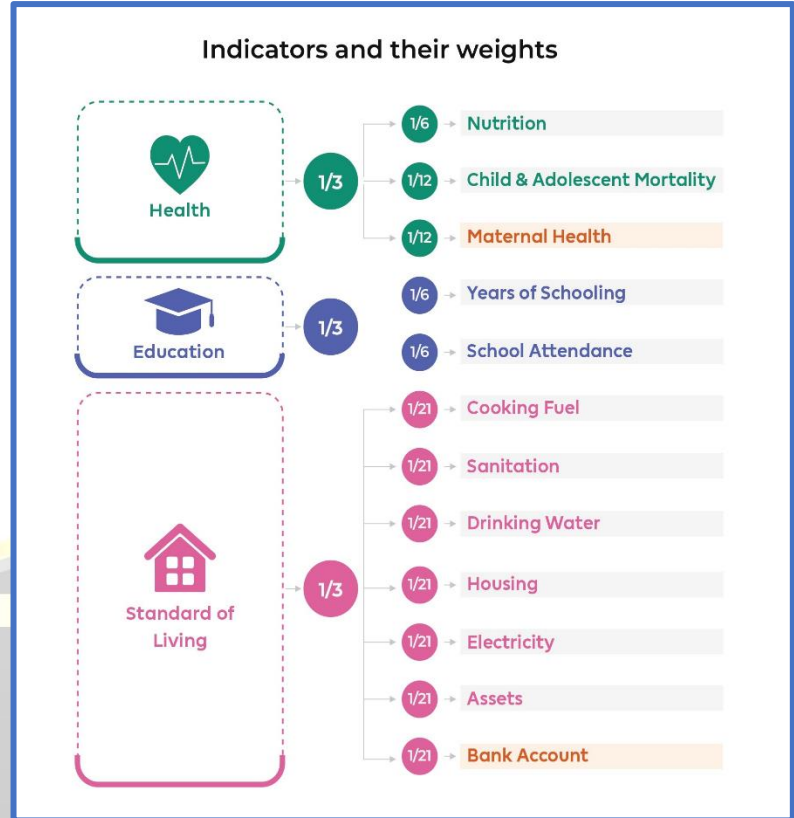 Indicators and their weights
Health
1/3
1/6 Nutrition
1/12 Child & Adolescent Mortality
1/12 Maternal Health
Education
1/3
1/6 Years of Schooling
1/6 School Attendance
Standard of
Living
1/3
1/21 Cooking Fuel
1/21 Sanitation
1/21 Drinking Water
1/21 Housing
1/21 Electricity
1/21 Assets
1/21 Bank Account